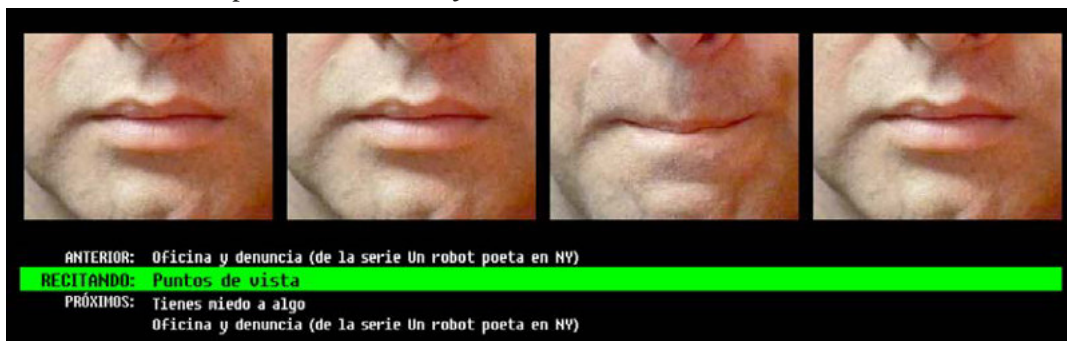 ANTERIOR: Oficina y denuncia (de la serie Un robot poeta en NY)
RECITANDO: Puntos de vista
PRÓXIMOS: Tienes miedo a algo
Oficina y denuncia (de la serie Un robot poeta en NY)